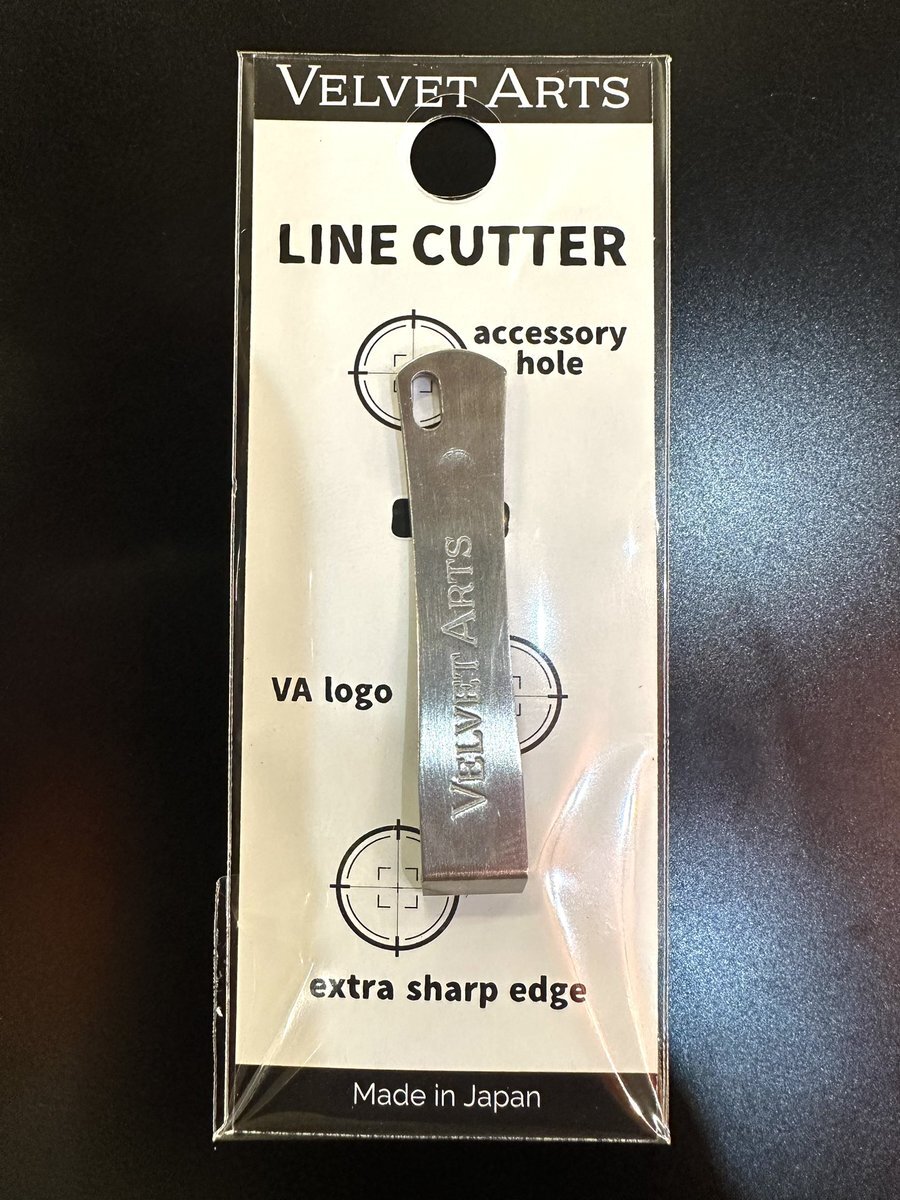 VELVET ARTS
LINE CUTTER
accessory
hole
VELVET ARTS
VA logo
extra sharp edge
Made in Japan